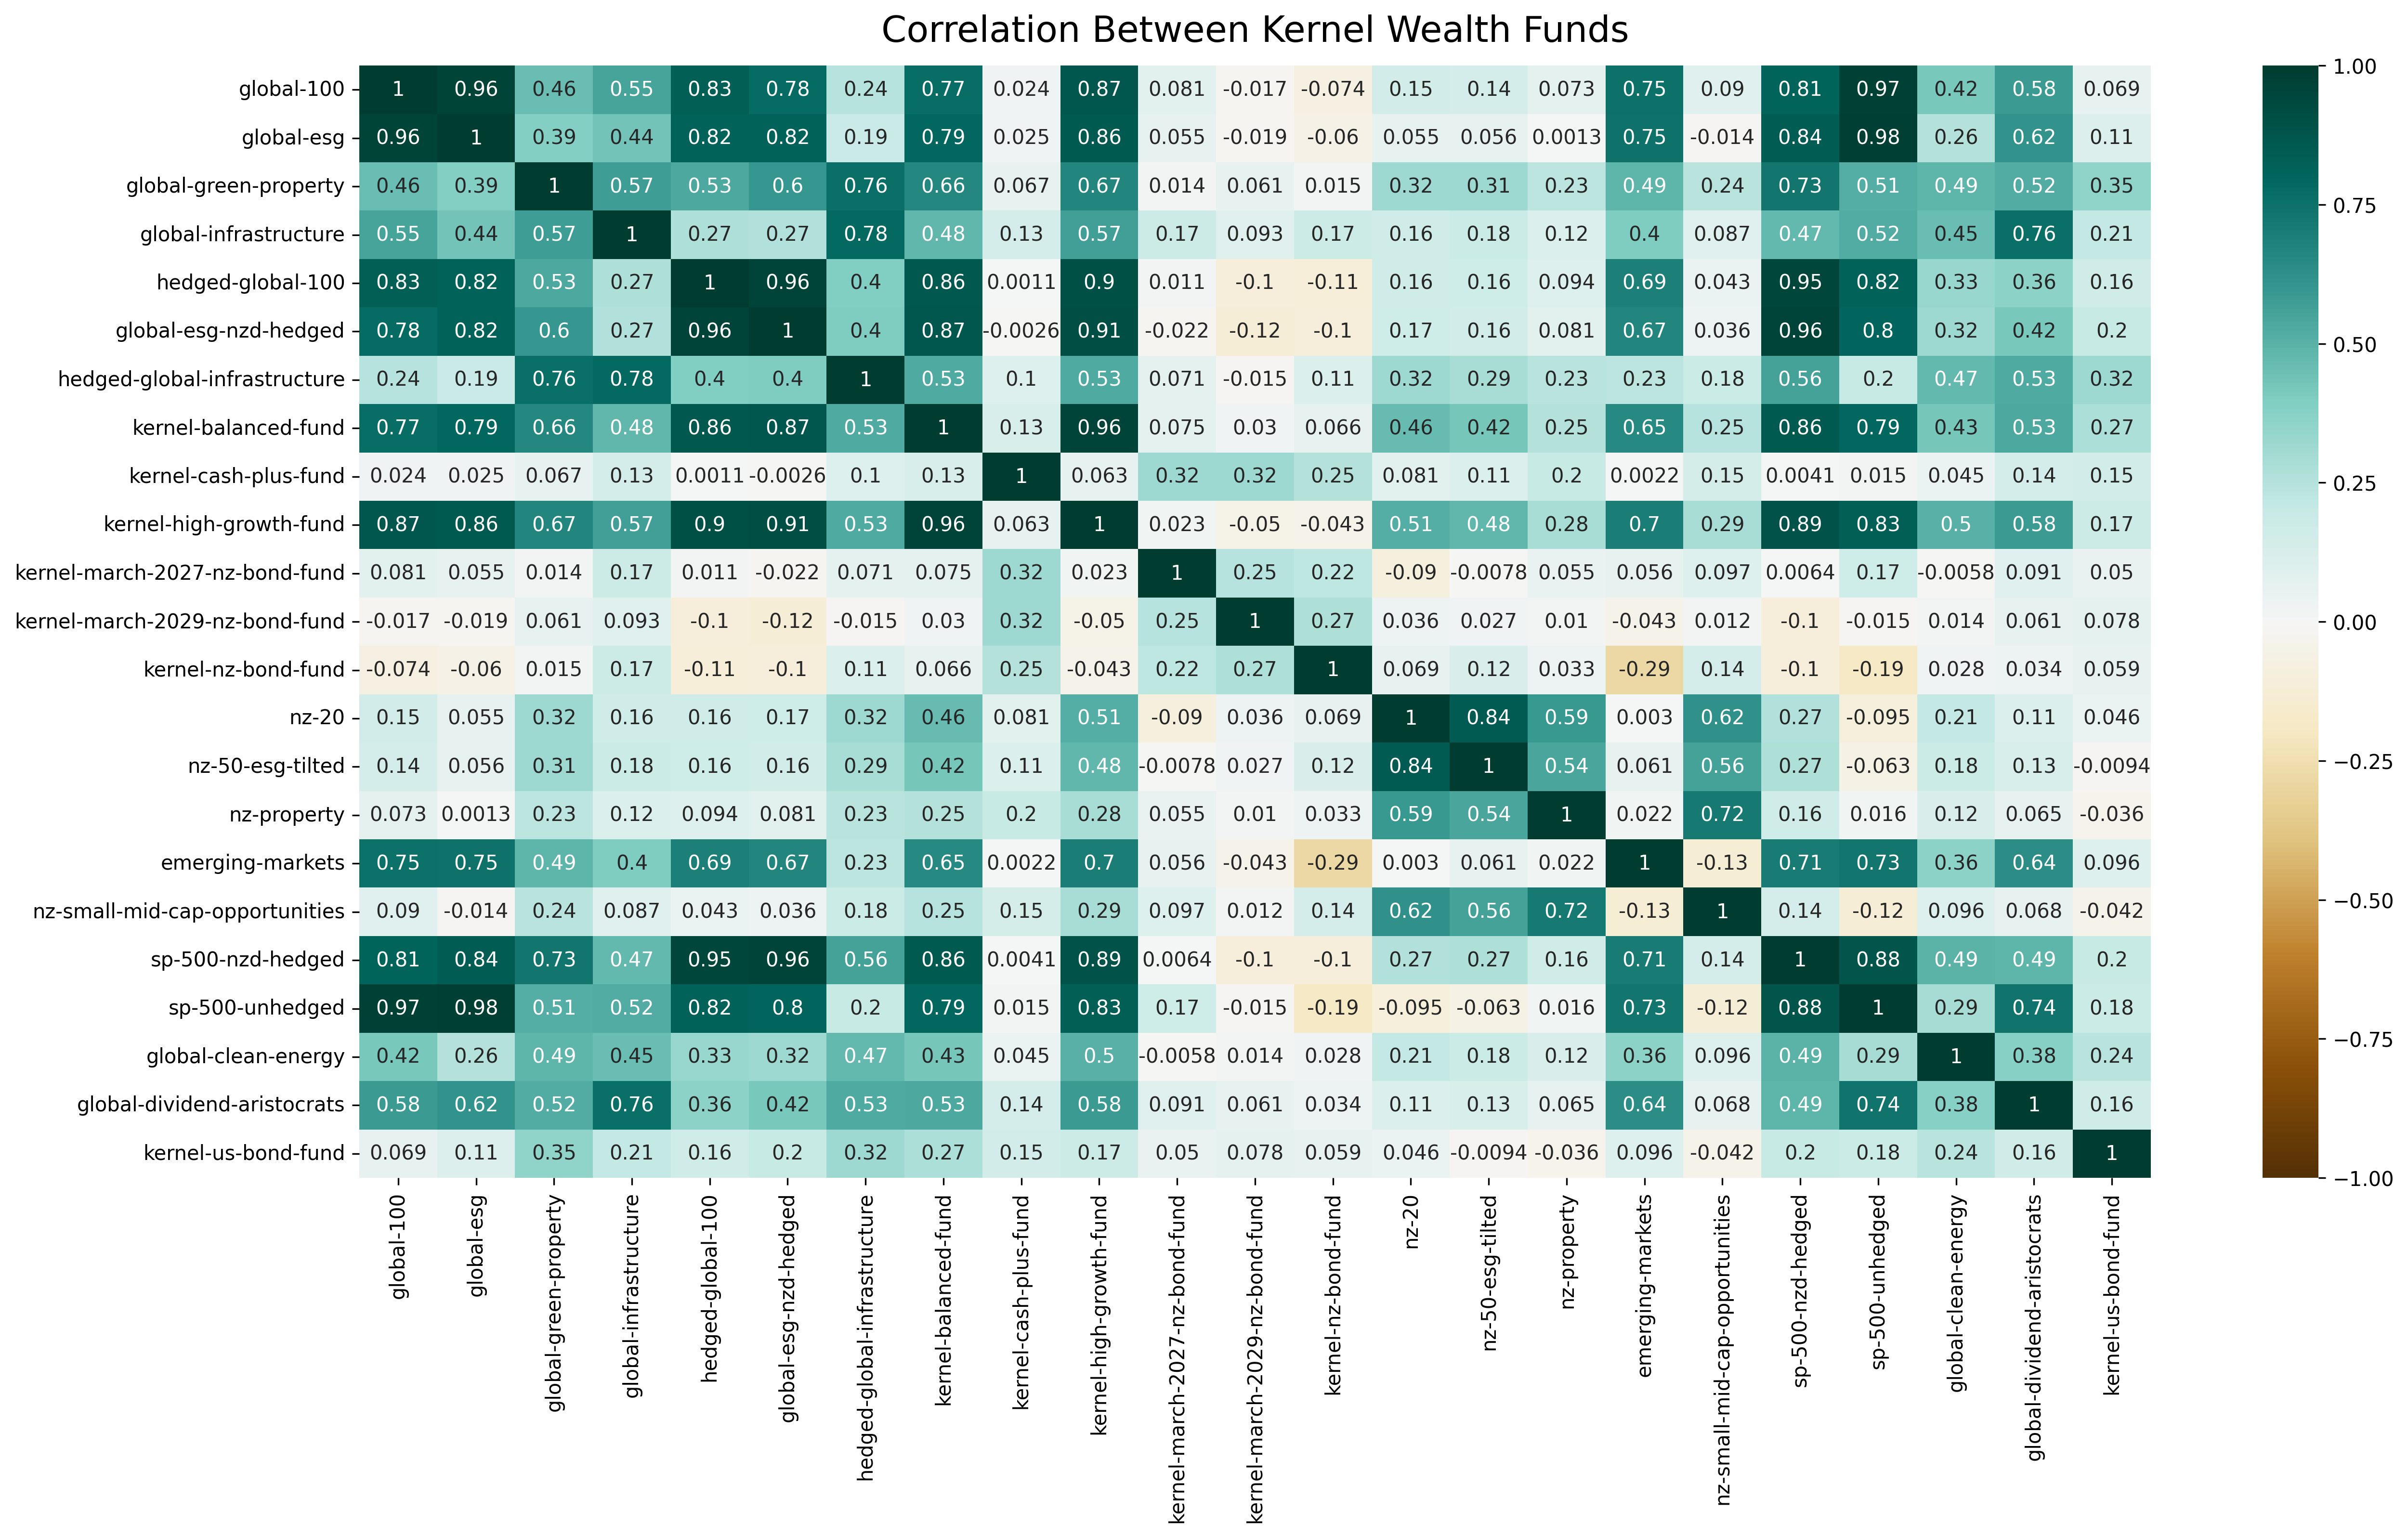 Correlation Between Kernel Wealth Funds
global-100 1 0.96 0.46 0.55 0.83 0.78 0.24 0.77 0.024 0.87 0.081 -0.017 -0.074 0.15 0.14 0.073 0.75 0.09 0.81 0.97 0.42 0.58 0.069
global-esg 0.96 1 0.39 0.44 0.82 0.82 0.19 0.79 0.025 0.86 0.055 -0.019 -0.06 0.055 0.056 0.0013 0.75 -0.014 0.84 0.98 0.26 0.62 0.11
global-green-property 0.46 0.39 1 0.57 0.53 0.6 0.76 0.66 0.067 0.67 0.014 0.061 0.015 0.32 0.31 0.23 0.49 0.24 0.73 0.51 0.49 0.52 0.35
global-infrastructure 0.55 0.44 0.57 1 0.27 0.27 0.78 0.48 0.13 0.57 0.17 0.093 0.17 0.16 0.18 0.12 0.4 0.087 0.47 0.52 0.45 0.76 0.21
hedged-global-100 0.83 0.82 0.53 0.27 1 0.96 0.4 0.86 0.0011 0.9 0.011 -0.1 -0.11 0.16 0.16 0.094 0.69 0.043 0.95 0.82 0.33 0.36 0.16
global-esg-nzd-hedged 0.78 0.82 0.6 0.27 0.96 1 0.4 0.87 -0.0026 0.91 -0.022 -0.12 -0.1 0.17 0.16 0.081 0.67 0.036 0.96 0.8 0.32 0.42 0.2
hedged-global-infrastructure 0.24 0.19 0.76 0.78 0.4 0.4 1 0.53 0.1 0.53 0.071 -0.015 0.11 0.32 0.29 0.23 0.23 0.18 0.56 0.2 0.47 0.53 0.32
kernel-balanced-fund 0.77 0.79 0.66 0.48 0.86 0.87 0.53 1 0.13 0.96 0.075 0.03 0.066 0.46 0.42 0.25 0.65 0.25 0.86 0.79 0.43 0.53 0.27
kernel-cash-plus-fund 0.024 0.025 0.067 0.13 0.0011 -0.0026 0.1 0.13 1 0.063 0.32 0.32 0.25 0.081 0.11 0.2 0.0022 0.15 0.0041 0.015 0.045 0.14 0.15
kernel-high-growth-fund 0.87 0.86 0.67 0.57 0.9 0.91 0.53 0.96 0.063 1 0.023 -0.05 -0.043 0.51 0.48 0.28 0.7 0.29 0.89 0.83 0.5 0.58 0.17
kernel-march-2027-nz-bond-fund 0.081 0.055 0.014 0.17 0.011 -0.022 0.071 0.075 0.32 0.023 1 0.25 0.22 -0.09 -0.0078 0.055 0.056 0.097 0.0064 0.17 -0.0058 0.091 0.05
kernel-march-2029-nz-bond-fund -0.017 -0.019 0.061 0.093 -0.1 -0.12 -0.015 0.03 0.32 -0.05 0.25 1 0.27 0.036 0.027 0.01 -0.043 0.012 -0.1 -0.015 0.014 0.061 0.078
kernel-nz-bond-fund -0.074 -0.06 0.015 0.17 -0.11 -0.1 0.11 0.066 0.25 -0.043 0.22 0.27 1 0.069 0.12 0.033 -0.29 0.14 -0.1 -0.19 0.028 0.034 0.059
nz-20 0.15 0.055 0.32 0.16 0.16 0.17 0.32 0.46 0.081 0.51 -0.09 0.036 0.069 1 0.84 0.59 0.003 0.62 0.27 -0.095 0.21 0.11 0.046
nz-50-esg-tilted 0.14 0.056 0.31 0.18 0.16 0.16 0.29 0.42 0.11 0.48 -0.0078 0.027 0.12 0.84 1 0.54 0.061 0.56 0.27 -0.063 0.18 0.13 -0.0094
nz-property 0.073 0.0013 0.23 0.12 0.094 0.081 0.23 0.25 0.2 0.28 0.055 0.01 0.033 0.59 0.54 1 0.022 0.72 0.16 0.016 0.12 0.065 -0.036
emerging-markets 0.75 0.75 0.49 0.4 0.69 0.67 0.23 0.65 0.0022 0.7 0.056 -0.043 -0.29 0.003 0.061 0.022 1 -0.13 0.71 0.73 0.36 0.64 0.096
nz-small-mid-cap-opportunities 0.09 -0.014 0.24 0.087 0.043 0.036 0.18 0.25 0.15 0.29 0.097 0.012 0.14 0.62 0.56 0.72 -0.13 1 0.14 -0.12 0.096 0.068 -0.042
sp-500-nzd-hedged 0.81 0.84 0.73 0.47 0.95 0.96 0.56 0.86 0.0041 0.89 0.0064 -0.1 -0.1 0.27 0.27 0.16 0.71 0.14 1 0.88 0.49 0.49 0.2
sp-500-unhedged 0.97 0.98 0.51 0.52 0.82 0.8 0.2 0.79 0.015 0.83 0.17 -0.015 -0.19 -0.095 -0.063 0.016 0.73 -0.12 0.88 1 0.29 0.74 0.18
global-clean-energy 0.42 0.26 0.49 0.45 0.33 0.32 0.47 0.43 0.045 0.5 -0.0058 0.014 0.028 0.21 0.18 0.12 0.36 0.096 0.49 0.29 1 0.38 0.24
global-dividend-aristocrats 0.58 0.62 0.52 0.76 0.36 0.42 0.53 0.53 0.14 0.58 0.091 0.061 0.034 0.11 0.13 0.065 0.64 0.068 0.49 0.74 0.38 1 0.16
kernel-us-bond-fund 0.069 0.11 0.35 0.21 0.16 0.2 0.32 0.27 0.15 0.17 0.05 0.078 0.059 0.046 -0.0094 -0.036 0.096 -0.042 0.2 0.18 0.24 0.16 1
global-100
global-esg
global-green-property
global-infrastructure
hedged-global-100
global-esg-nzd-hedged
hedged-global-infrastructure
kernel-balanced-fund
kernel-cash-plus-fund
kernel-high-growth-fund
kernel-march-2027-nz-bond-fund
kernel-march-2029-nz-bond-fund
kernel-nz-bond-fund
nz-20
nz-50-esg-tilted
nz-property
emerging-markets
nz-small-mid-cap-opportunities
sp-500-nzd-hedged
sp-500-unhedged
global-clean-energy
global-dividend-aristocrats
kernel-us-bond-fund
1.00
0.75
0.50
0.25
0.00
−0.25
−0.50
−0.75
−1.00